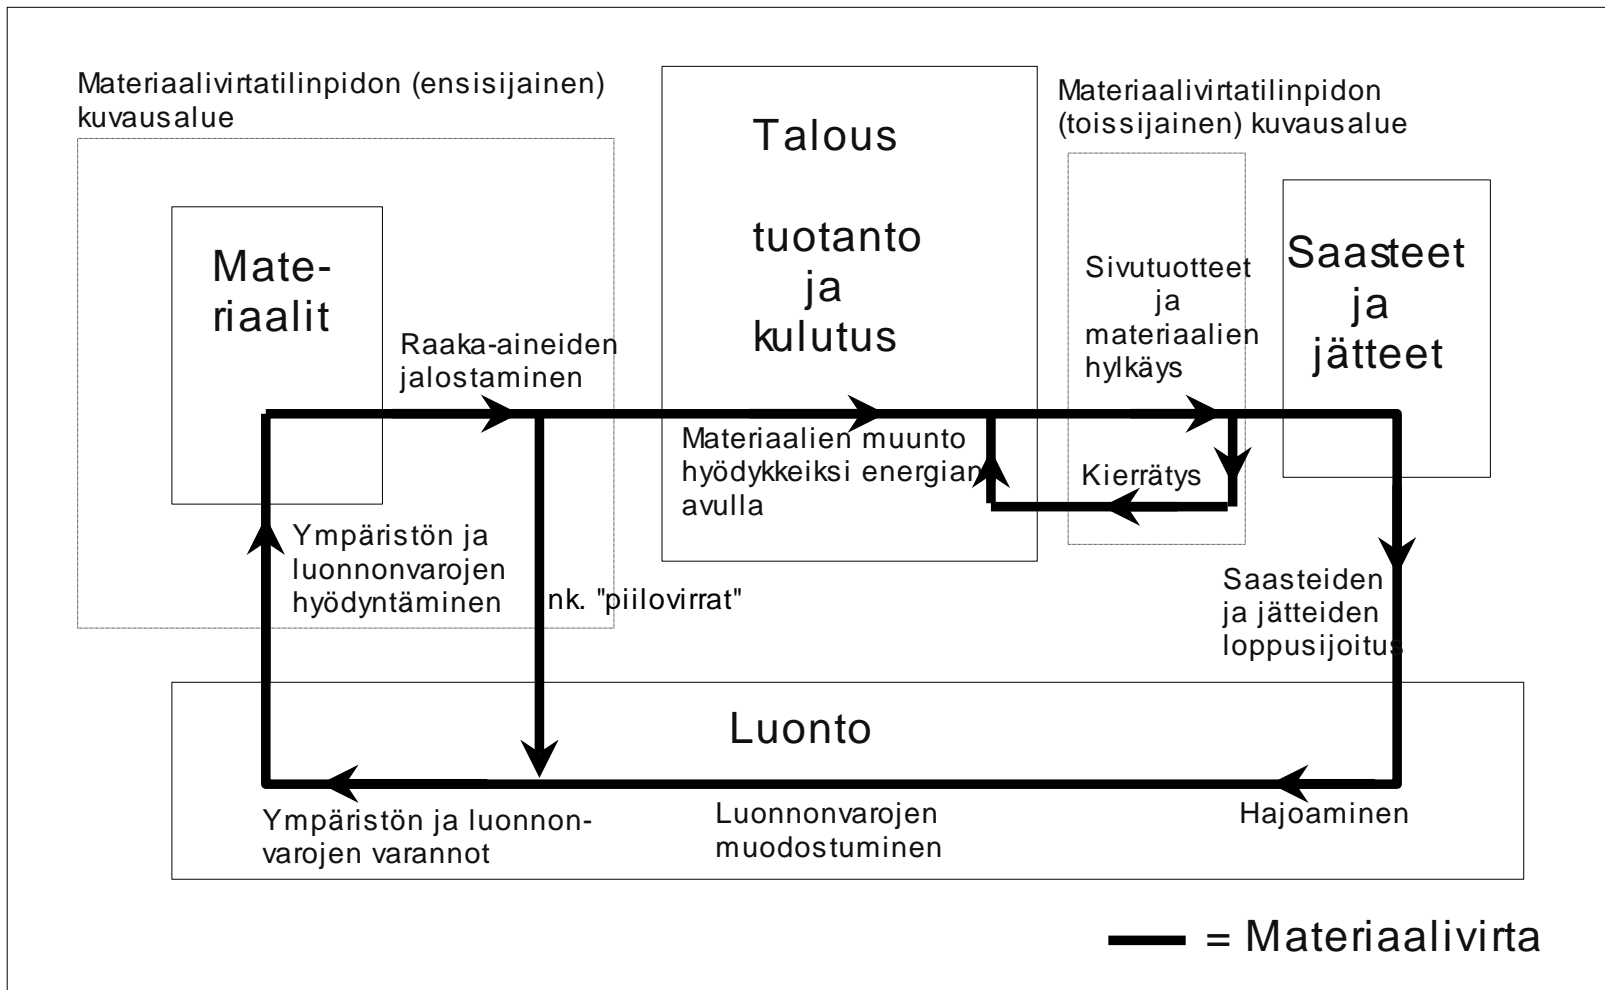 Materiaalivirtatilinpidon (ensisijainen)
kuvausalue
Mate-
riaalit
Raaka-aineiden
jalostaminen
Ympäristön ja
luonnonvarojen
hyödyntäminen
nk. "piilovirrat"
Talous
tuotanto
ja
kulutus
Materiaalien muunto
hyödykkeiksi energian
avulla
Materiaalivirtatilinpidon
(toissijainen) kuvausalue
Sivutuotteet
ja
materiaalien
hylkäys
Kierrätys
Saasteet
ja
jätteet
Saasteiden
ja jätteiden
loppusijoitus
Luonto
Ympäristön ja luonnon-
varojen varannot
Luonnonvarojen
muodostuminen
Hajoaminen
= Materiaalivirta